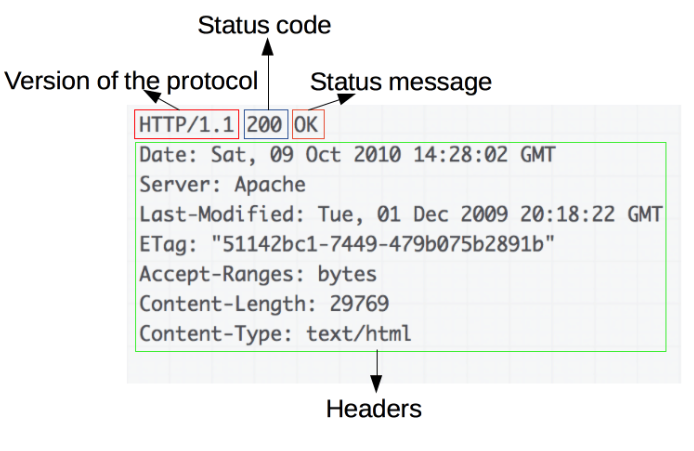 Status code
Version of the protocol
Status message
HTTP/1.1 200 OK
Date: Sat, 09 Oct 2010 14:28:02 GMT
Server: Apache
Last-Modified: Tue, 01 Dec 2009 20:18:22 GMT
ETag: "51142bc1-7449-479b075b2891b"
Accept-Ranges: bytes
Content-Length: 29769
Content-Type: text/html
Headers